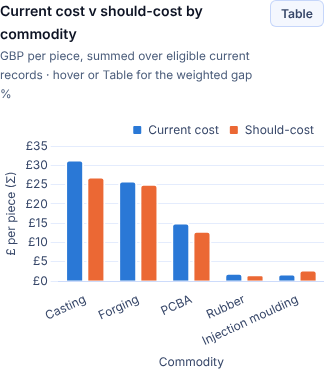 Current cost v should-cost by
commodity
Table
GBP per piece, summed over eligible current
records · hover or Table for the weighted gap
%
Current cost
Should-cost
£35
£30
£25
£20
£15
£10
£5
£0
£ per piece (Σ)
Casting
Forging
PCBA
Rubber
Injection moulding
Commodity